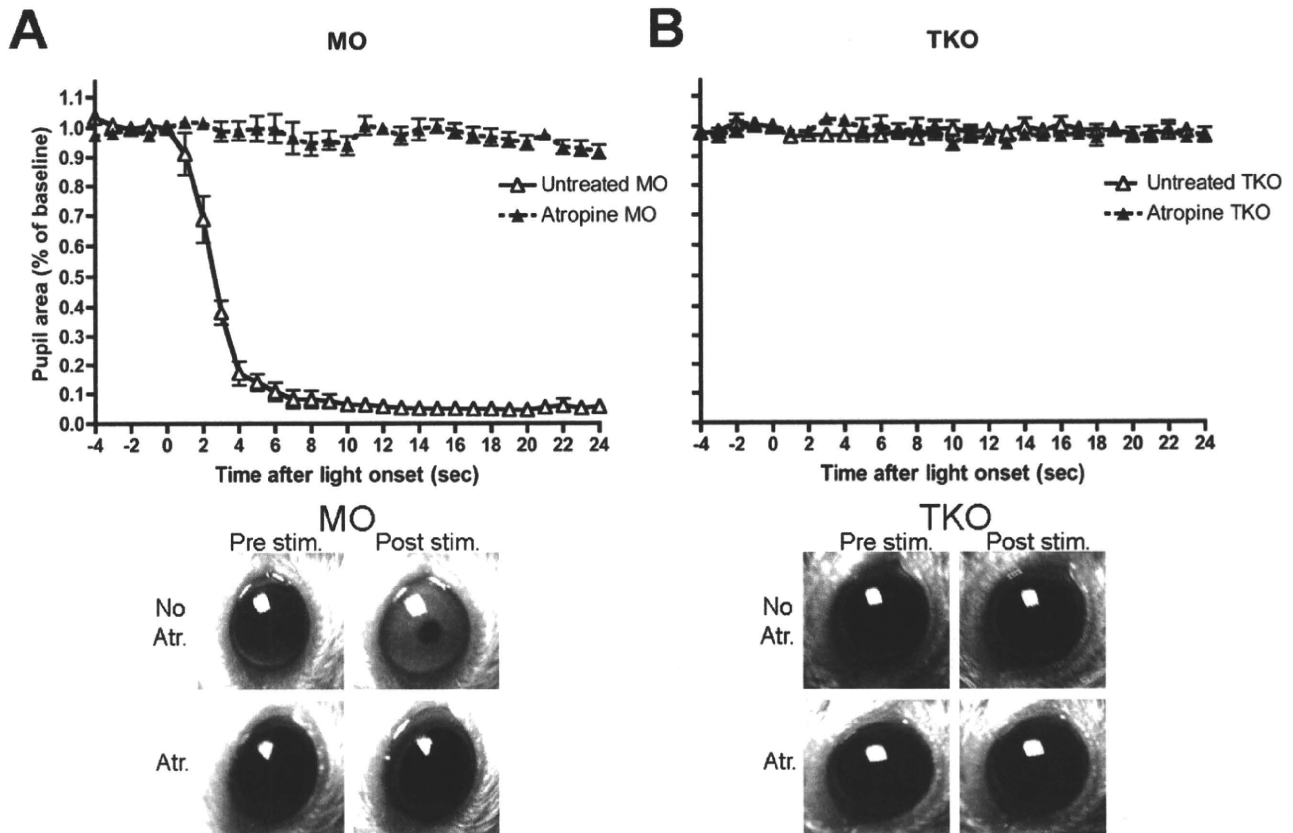 A
MO
1.1
1.0
0.9
0.8
0.7
0.6
0.5
0.4
0.3
0.2
0.1
0.0
Pupil area (% of baseline)
-4 -2 0 2 4 6 8 10 12 14 16 18 20 22 24
Time after light onset (sec)
Untreated MO
Atropine MO
B
TKO
-4 -2 0 2 4 6 8 10 12 14 16 18 20 22 24
Time after light onset (sec)
Untreated TKO
Atropine TKO
MO
Pre stim. Post stim.
No
Atr.
Atr.
TKO
Pre stim. Post stim.
No
Atr.
Atr.